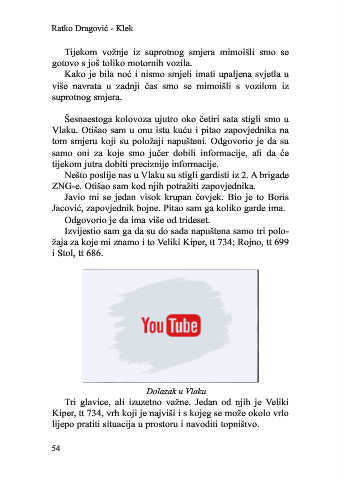 Ratko Dragović - Klek
Tijekom vožnje iz suprotnog smjera mimoišli smo se
gotovo s još toliko motornih vozila.
Kako je bila noć i nismo smjeli imati upaljena svjetla u
više navrata u zadnji čas smo se mimoišli s vozilom iz
suprotnog smjera.
Šesnaestoga kolovoza ujutro oko četiri sata stigli smo u
Vlaku. Otišao sam u onu istu kuću i pitao zapovjednika na
tom smjeru koji su položaji napušteni. Odgovorio je da su
samo oni za koje smo jučer dobili informacije, ali da će
tijekom jutra dobiti preciznije informacije.
Nešto poslije nas u Vlaku su stigli gardisti iz 2. A brigade
ZNG-e. Otišao sam kod njih potražiti zapovjednika.
Javio mi se jedan visok krupan čovjek. Bio je to Boris
Jacović, zapovjednik bojne. Pitao sam ga koliko garde ima.
Odgovorio je da ima više od trideset.
Izvijestio sam ga da su do sada napuštena samo tri polo-
žaja za koje mi znamo i to Veliki Kiper, tt 734; Rojno, tt 699
i Stol, tt 686.
YouTube
Dolazak u Vlaku
Tri glavice, ali izuzetno važne. Jedan od njih je Veliki
Kiper, tt 734, vrh koji je najviši i s kojeg se može okolo vrlo
lijepo pratiti situacija u prostoru i navoditi topništvo.
54